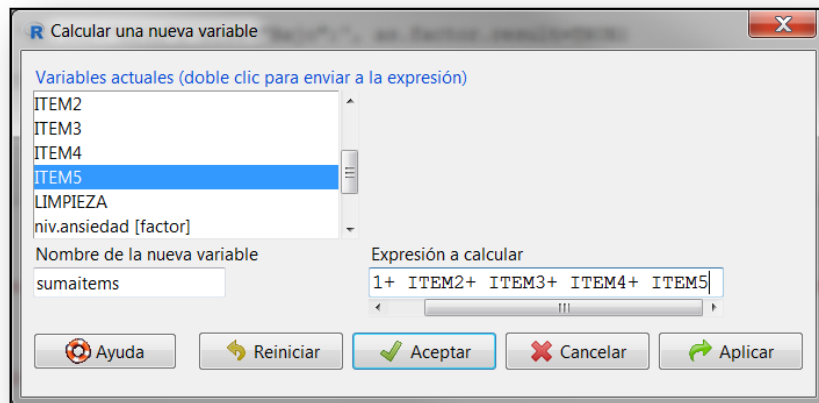 Calcular una nueva variable
Variables actuales (doble clic para enviar a la expresión)
ITEM2
ITEM3
ITEM4
ITEM5
LIMPIEZA
niv.ansiedad [factor]
Nombre de la nueva variable
Expresión a calcular
sumaitems
1+ ITEM2+ ITEM3+ ITEM4+ ITEM5
Ayuda
Reiniciar
Aceptar
Cancelar
Aplicar